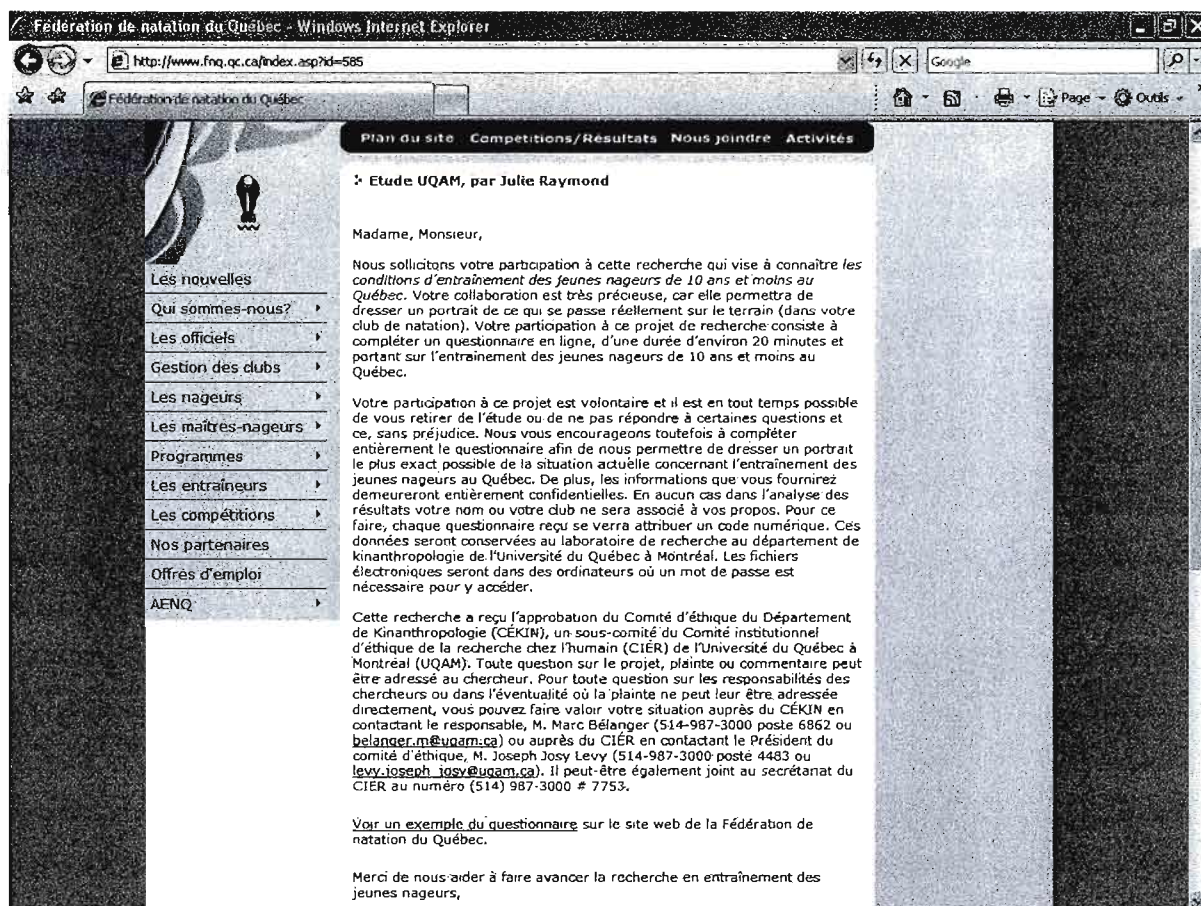 Fédération de natation du Québec - Windows Internet Explorer
http://www.fnq.qc.ca/index.asp?id=585
Google
Fédération de natation du Québec
Page
Outils
Plan du site Compétitions/Résultats Nous joindre Activités
Etude UQAM, par Julie Raymond
Les nouvelles
Qui sommes-nous?
Les officiels
Gestion des clubs
Les nageurs
Les maîtres-nageurs
Programmes
Les entraîneurs
Les compétitions
Nos partenaires
Offres d'emploi
AENQ
Madame, Monsieur,
Nous sollicitons votre participation à cette recherche qui vise à connaître les
conditions d'entraînement des jeunes nageurs de 10 ans et moins au
Québec. Votre collaboration est très précieuse, car elle permettra de
dresser un portrait de ce qui se passe réellement sur le terrain (dans votre
club de natation). Votre participation à ce projet de recherche consiste à
compléter un questionnaire en ligne, d'une durée d'environ 20 minutes et
portant sur l'entraînement des jeunes nageurs de 10 ans et moins au
Québec.
Votre participation à ce projet est volontaire et il est en tout temps possible
de vous retirer de l'étude ou de ne pas répondre à certaines questions et
ce, sans préjudice. Nous vous encourageons toutefois à compléter
entièrement le questionnaire afin de nous permettre de dresser un portrait
le plus exact possible de la situation actuelle concernant l'entraînement des
jeunes nageurs au Québec. De plus, les informations que vous fournirez
demeureront entièrement confidentielles. En aucun cas dans l'analyse des
résultats votre nom ou votre club ne sera associé à vos propos. Pour ce
faire, chaque questionnaire reçu se verra attribuer un code numérique. Ces
données seront conservées au laboratoire de recherche au département de
kinanthropologie de l'Université du Québec à Montréal. Les fichiers
électroniques seront dans des ordinateurs où un mot de passe est
nécessaire pour y accéder.
Cette recherche a reçu l'approbation du Comité d'éthique du Département
de Kinanthropologie (CÉKIN), un sous-comité du Comité institutionnel
d'éthique de la recherche chez l'humain (CIÉR) de l'Université du Québec à
Montréal (UQAM). Toute question sur le projet, plainte ou commentaire peut
être adressé au chercheur. Pour toute question sur les responsabilités des
chercheurs ou dans l'éventualité où la plainte ne peut leur être adressée
directement, vous pouvez faire valoir votre situation auprès du CÉKIN en
contactant le responsable, M. Marc Bélanger (514-987-3000 poste 6862 ou
belanger.m@uqam.ca) ou auprès du CIÉR en contactant le Président du
comité d'éthique, M. Joseph Josy Levy (514-987-3000 poste 4483 ou
levy.joseph_josy@uqam.ca). Il peut-être également joint au secrétariat du
CIÉR au numéro (514) 987-3000 # 7753.
Voir un exemple du questionnaire sur le site web de la Fédération de
natation du Québec.
Merci de nous aider à faire avancer la recherche en entraînement des
jeunes nageurs,